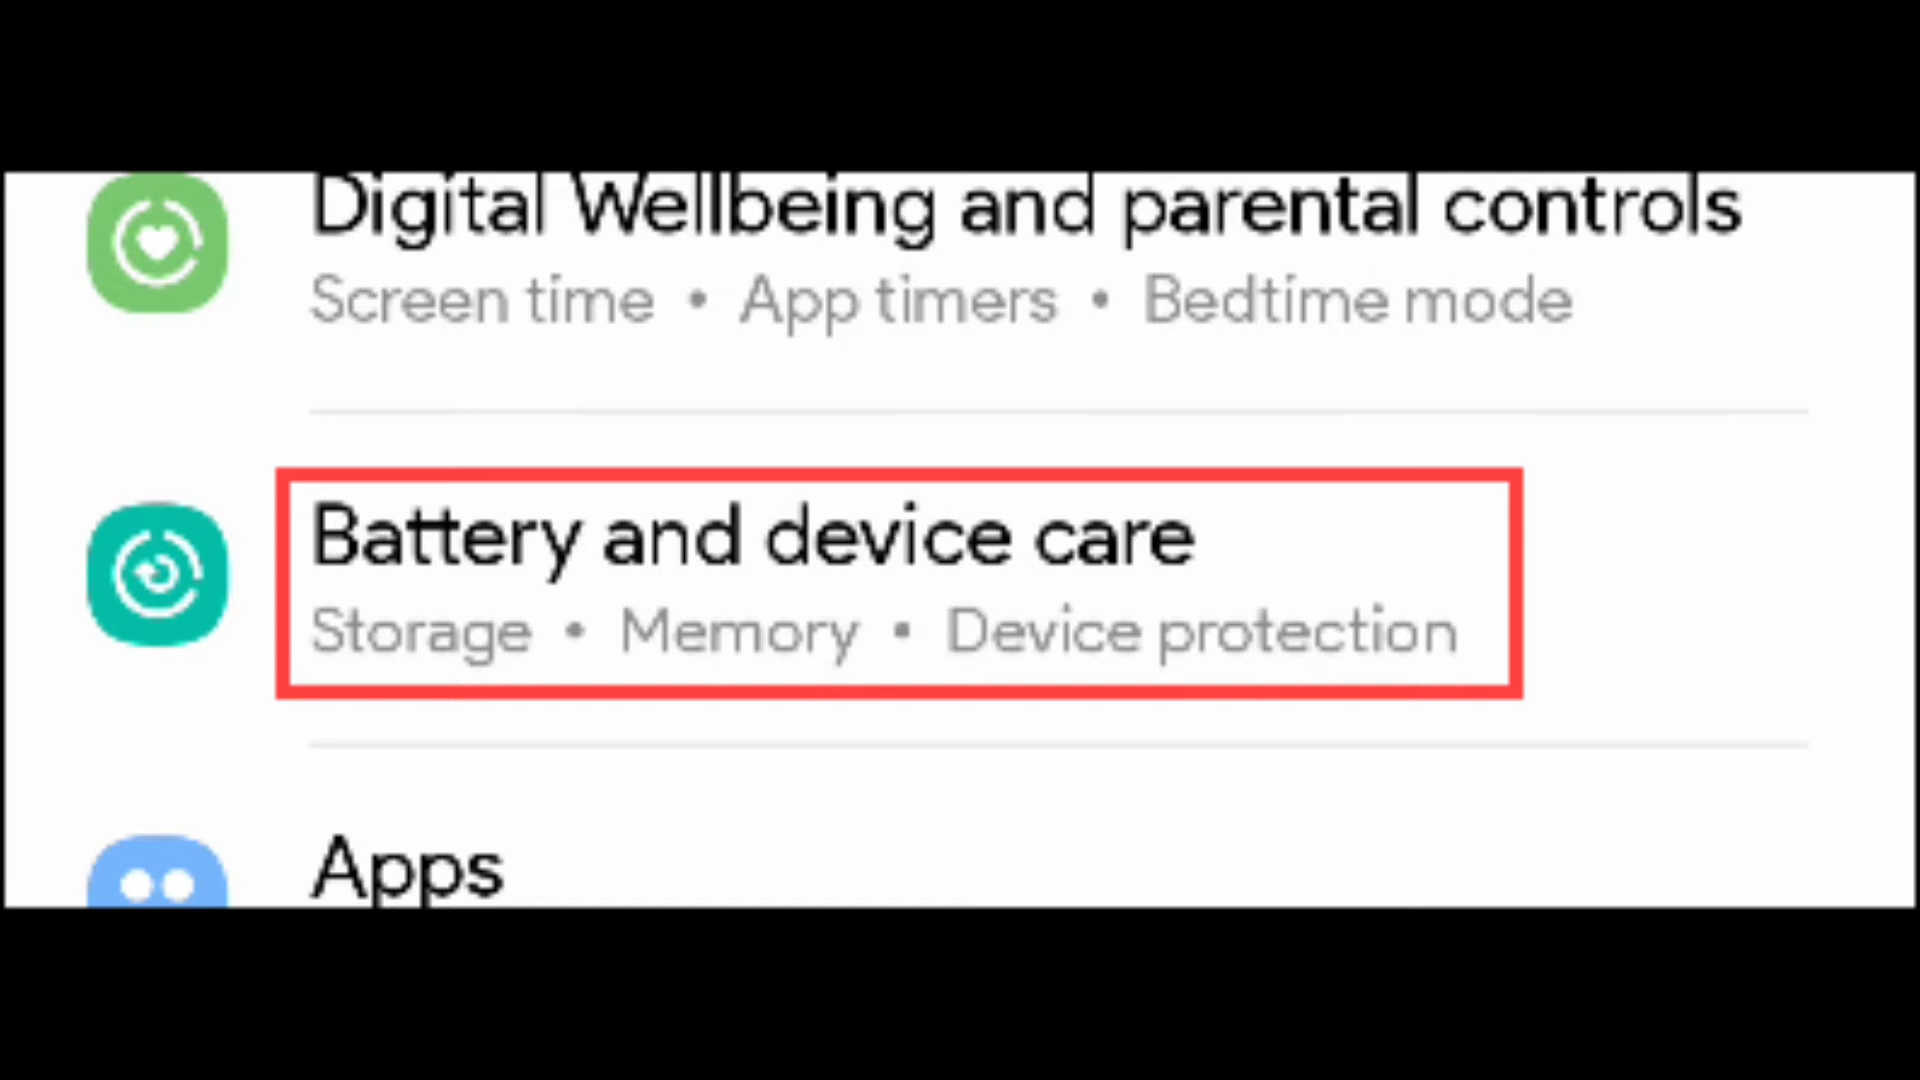 Digital Wellbeing and parental controls
Screen time • App timers • Bedtime mode
Battery and device care
Storage • Memory • Device protection
Apps